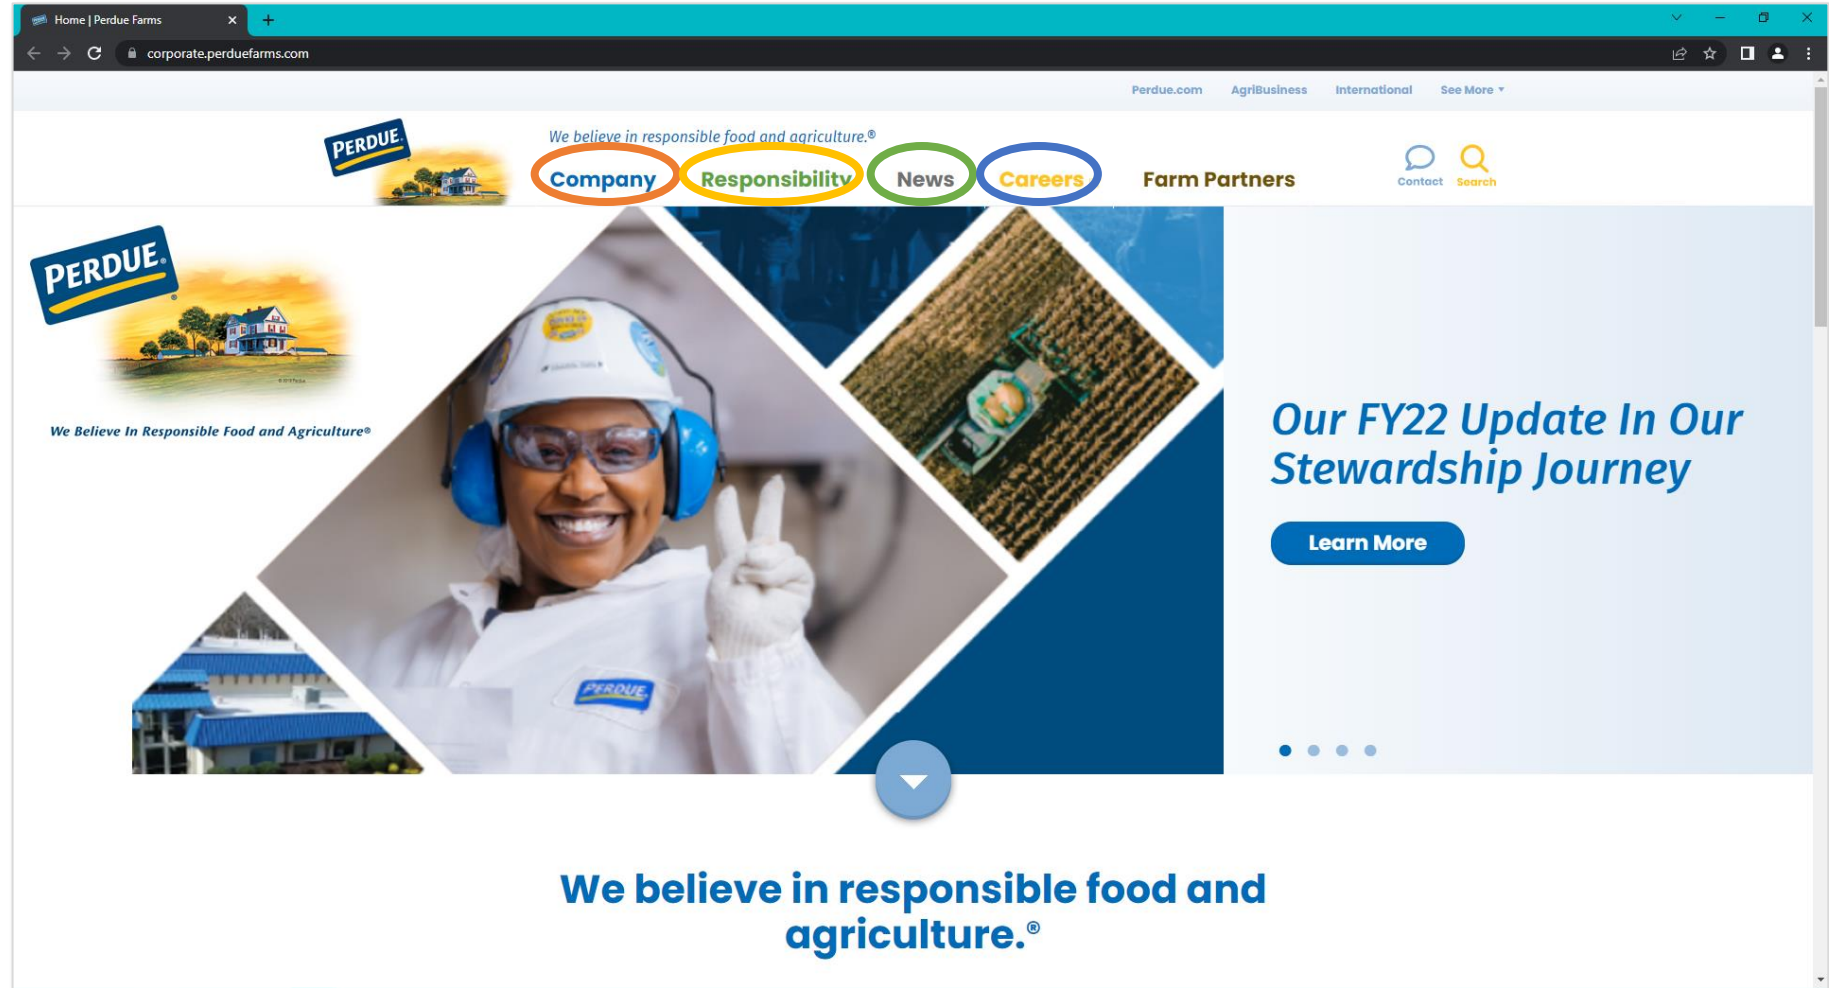 Home | Perdue Farms
corporate.perduefarms.com
Perdue.com AgriBusiness International See More
PERDUE®
We believe in responsible food and agriculture.®
Company Responsibility News Careers Farm Partners
Contact Search
PERDUE®
We Believe In Responsible Food and Agriculture®
Our FY22 Update In Our
Stewardship Journey
Learn More
PERDUE
We believe in responsible food and
agriculture.®